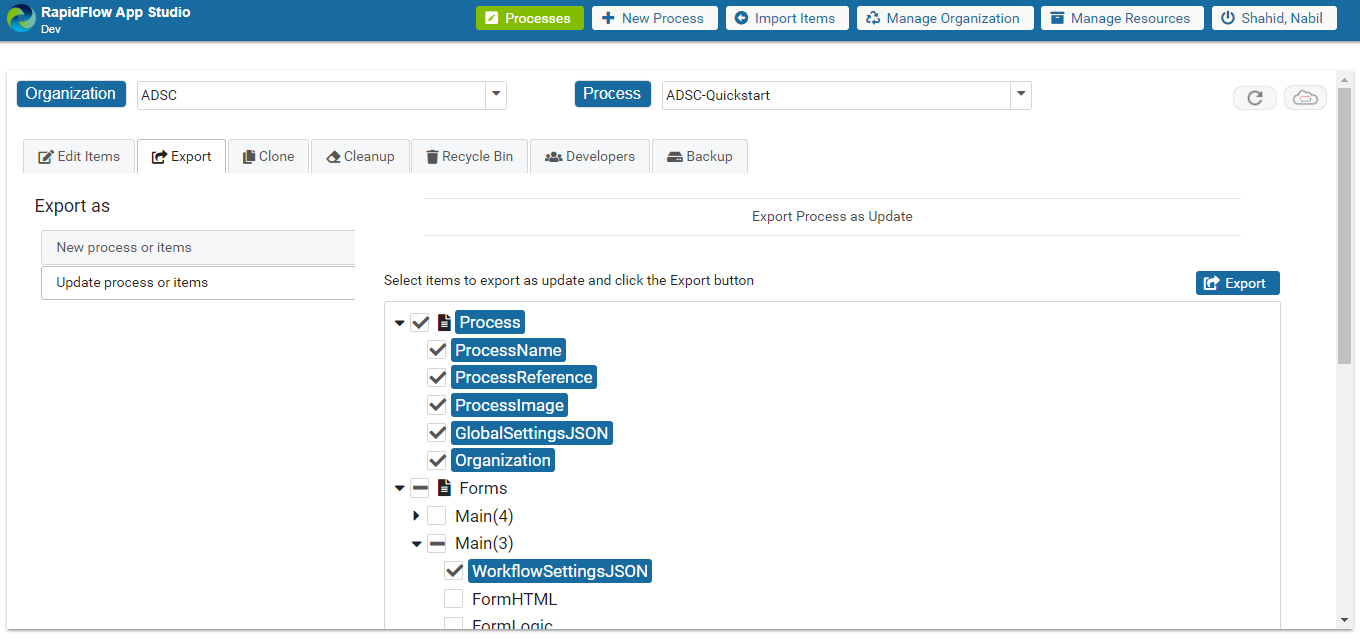 RapidFlow App Studio
Dev
Processes
New Process
Import Items
Manage Organization
Manage Resources
Shahid, Nabil
Organization
ADSC
Process
ADSC-Quickstart
Edit Items
Export
Clone
Cleanup
Recycle Bin
Developers
Backup
Export as
New process or items
Update process or items
Export Process as Update
Select items to export as update and click the Export button
Export
Process
ProcessName
ProcessReference
ProcessImage
GlobalSettingsJSON
Organization
Forms
Main(4)
Main(3)
WorkflowSettingsJSON
FormHTML
FormLogic